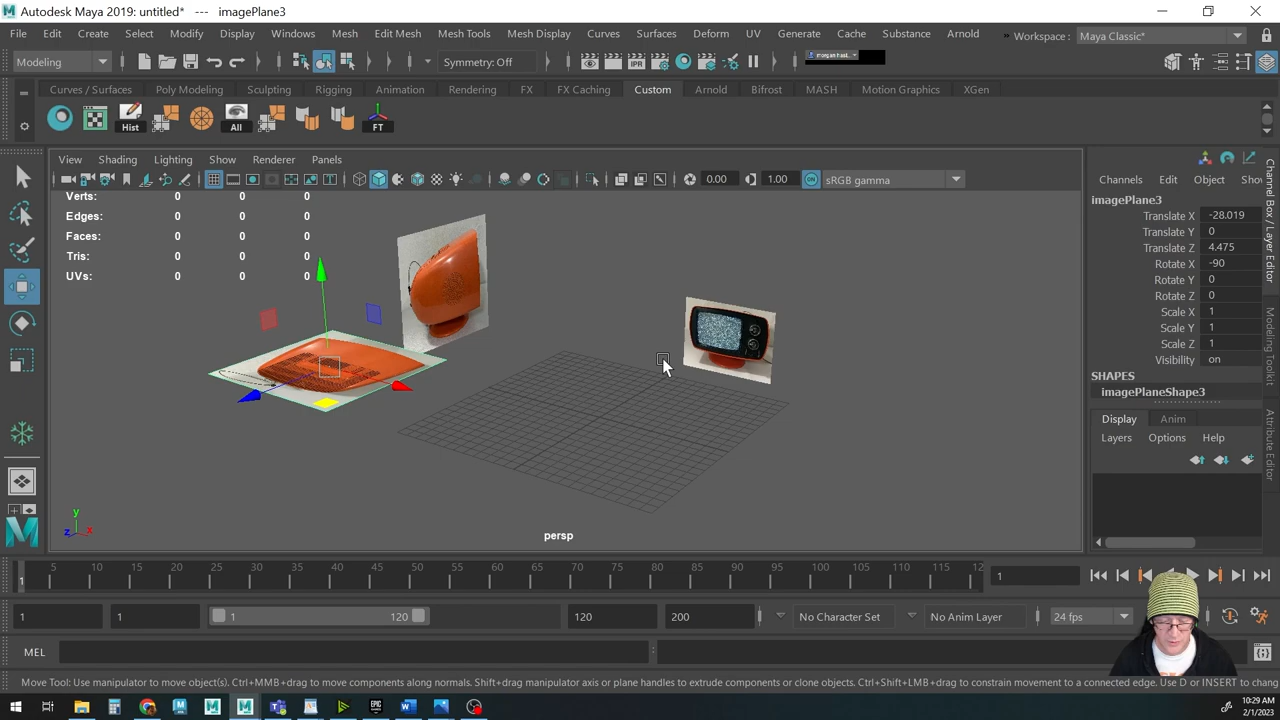 Autodesk Maya 2019: untitled* --- imagePlane3
File Edit Create Select Modify Display Windows Mesh Edit Mesh Mesh Tools Mesh Display Curves Surfaces Deform UV Generate Cache Substance Arnold » Workspace : Maya Classic*
Modeling Symmetry: Off
Curves / Surfaces Poly Modeling Sculpting Rigging Animation Rendering FX FX Caching Custom Arnold Bifrost MASH Motion Graphics XGen
Hist All FT
View Shading Lighting Show Renderer Panels
0.00 1.00 ON sRGB gamma
Verts: 0 0 0
Edges: 0 0 0
Faces: 0 0 0
Tris: 0 0 0
UVs: 0 0 0
y
z x
persp
Channels Edit Object Show
imagePlane3
Translate X -28.019
Translate Y 0
Translate Z 4.475
Rotate X -90
Rotate Y 0
Rotate Z 0
Scale X 1
Scale Y 1
Scale Z 1
Visibility on
SHAPES
imagePlaneShape3
Display Anim
Layers Options Help
Channel Box / Layer Editor
Modeling Toolkit
Attribute Editor
1 5 10 15 20 25 30 35 40 45 50 55 60 65 70 75 80 85 90 95 100 105 110 115 12 1
1 1 1 120 120 200 No Character Set No Anim Layer 24 fps
MEL
Move Tool: Use manipulator to move object(s). Ctrl+MMB+drag to move components along normals. Shift+drag manipulator axis or plane handles to extrude components or clone objects. Ctrl+Shift+LMB+drag to constrain movement to a connected edge. Use D or INSERT to chang
10:29 AM
2/1/2023